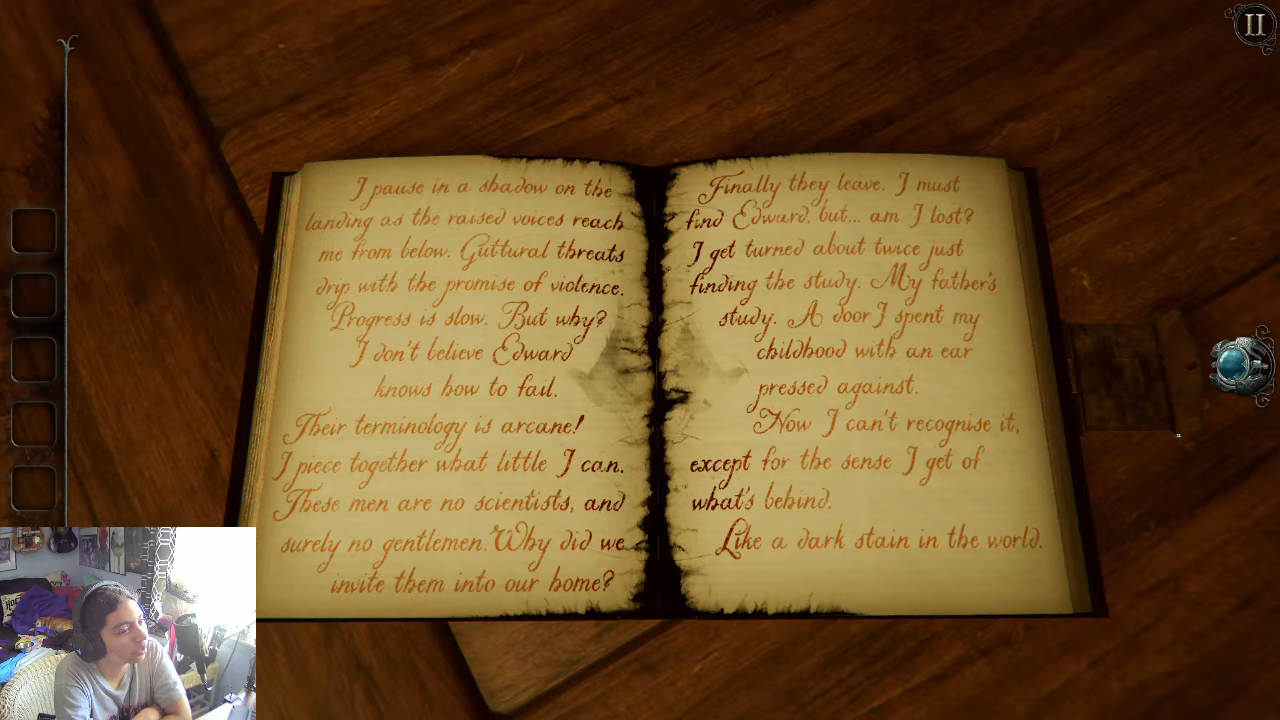 II
I pause in a shadow on the
landing as the raised voices reach
me from below. Guttural threats
drip with the promise of violence.
Progress is slow. But why?
I don't believe Edward
knows how to fail.
Their terminology is arcane!
I piece together what little I can.
These men are no scientists, and
surely no gentlemen. Why did we
invite them into our home?
Finally they leave. I must
find Edward, but... am I lost?
I get turned about twice just
finding the study. My father's
study. A door I spent my
childhood with an ear
pressed against.
Now I can't recognise it,
except for the sense I get of
what's behind.
Like a dark stain in the world.